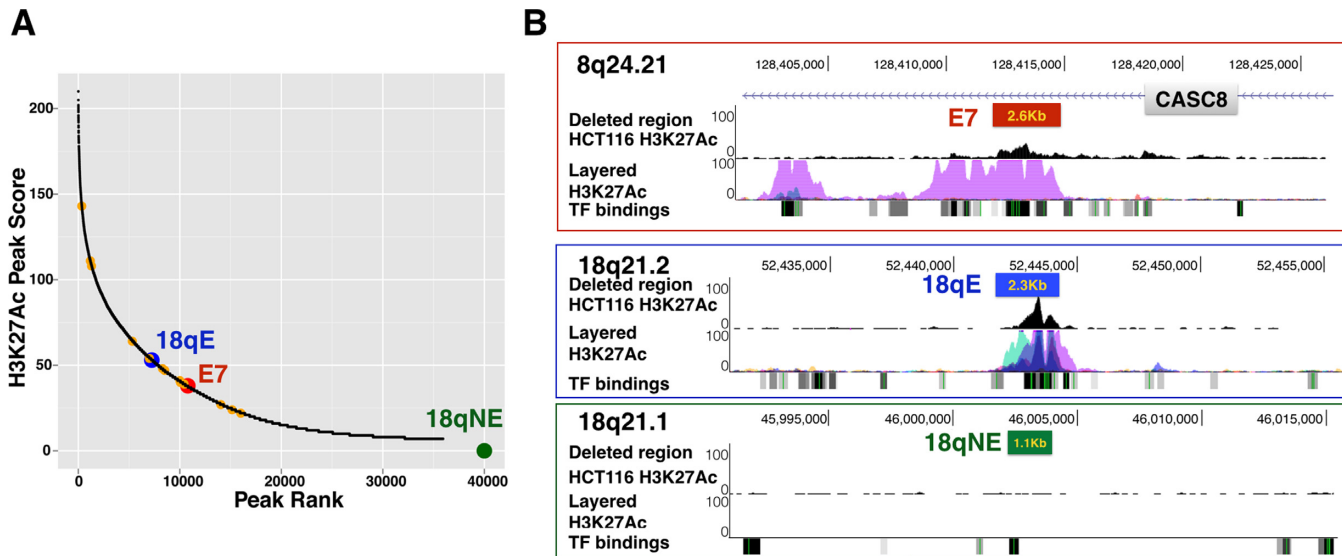 A
H3K27Ac Peak Score
200
150
100
50
0
18qE
E7
18qNE
0 10000 20000 30000 40000
Peak Rank
B
8q24.21
128,405,000 128,410,000 128,415,000 128,420,000 128,425,000
CASC8
Deleted region E7 2.6Kb
HCT116 H3K27Ac 100 0
Layered
H3K27Ac 100 0
TF bindings
18q21.2
52,435,000 52,440,000 52,445,000 52,450,000 52,455,000
Deleted region 18qE 2.3Kb
HCT116 H3K27Ac 100 0
Layered
H3K27Ac 100 0
TF bindings
18q21.1
45,995,000 46,000,000 46,005,000 46,010,000 46,015,000
Deleted region 18qNE 1.1Kb
HCT116 H3K27Ac 100 0
Layered
H3K27Ac 100 0
TF bindings